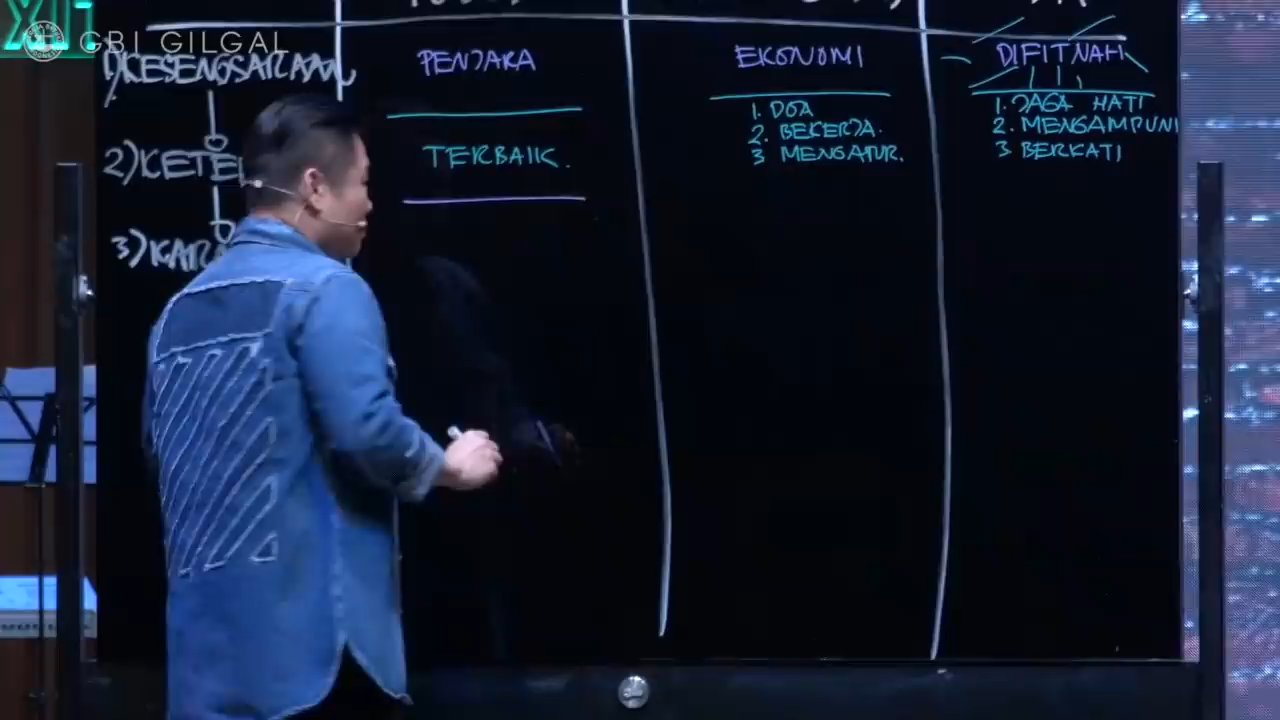 GBI GILGAL
1) KESENGSARAAN
2) KETE
3) KARA
PENJARA
TERBAIK.
EKONOMI
1. DOA
2. BEKERJA.
3 MENGATUR.
DIFITNAH
1. JAGA HATI
2. MENGAMPUNI
3. BERKATI